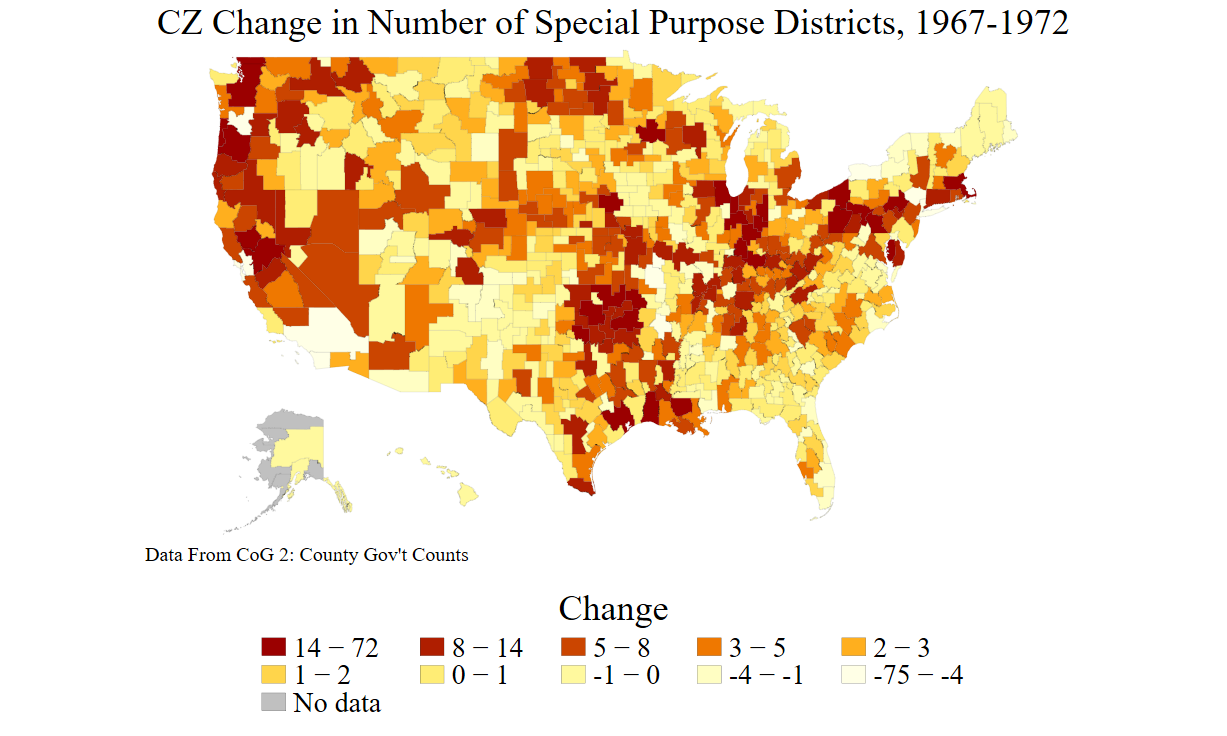 CZ Change in Number of Special Purpose Districts, 1967-1972
Data From CoG 2: County Gov't Counts
Change
14 − 72 8 − 14 5 − 8 3 − 5 2 − 3
1 − 2 0 − 1 -1 − 0 -4 − -1 -75 − -4
No data